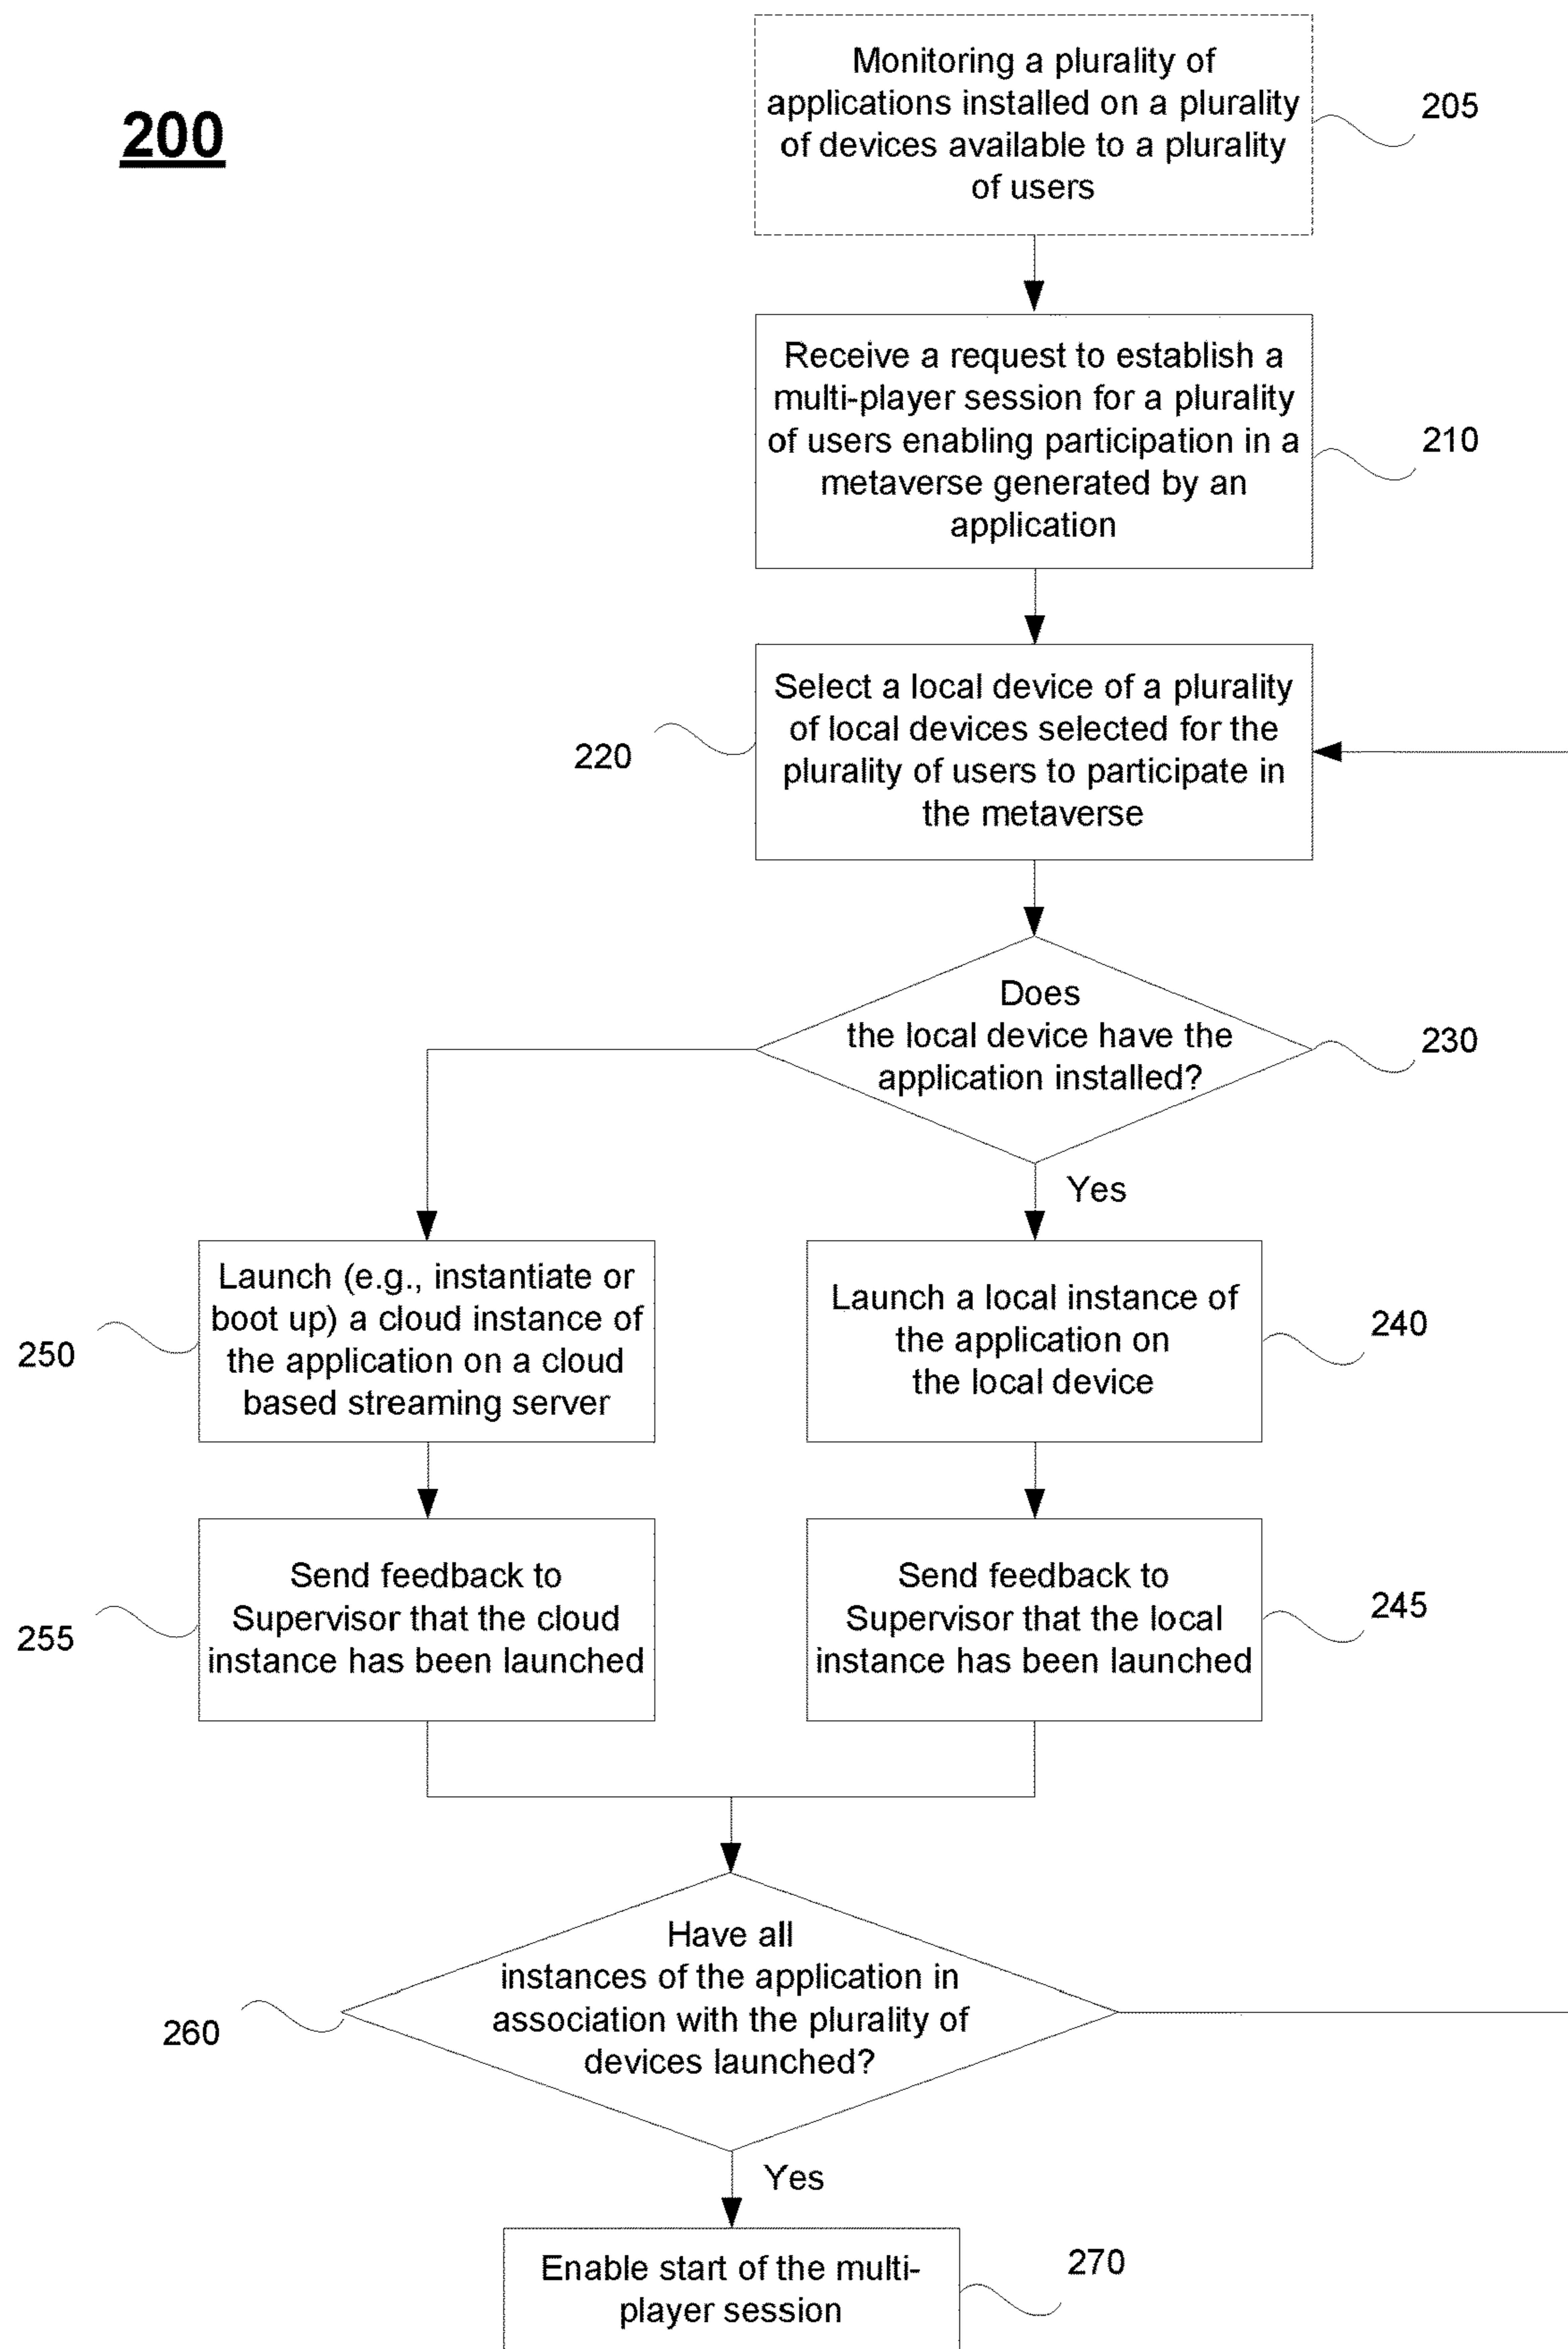 200
Monitoring a plurality of
applications installed on a plurality
of devices available to a plurality
of users
205
Receive a request to establish a
multi-player session for a plurality
of users enabling participation in a
metaverse generated by an
application
210
Select a local device of a plurality
of local devices selected for the
plurality of users to participate in
the metaverse
220
Does
the local device have the
application installed?
230
Yes
Launch (e.g., instantiate or
boot up) a cloud instance of
the application on a cloud
based streaming server
250
Launch a local instance of
the application on
the local device
240
Send feedback to
Supervisor that the cloud
instance has been launched
255
Send feedback to
Supervisor that the local
instance has been launched
245
Have all
instances of the application in
association with the plurality of
devices launched?
260
Yes
Enable start of the multi-
player session
270